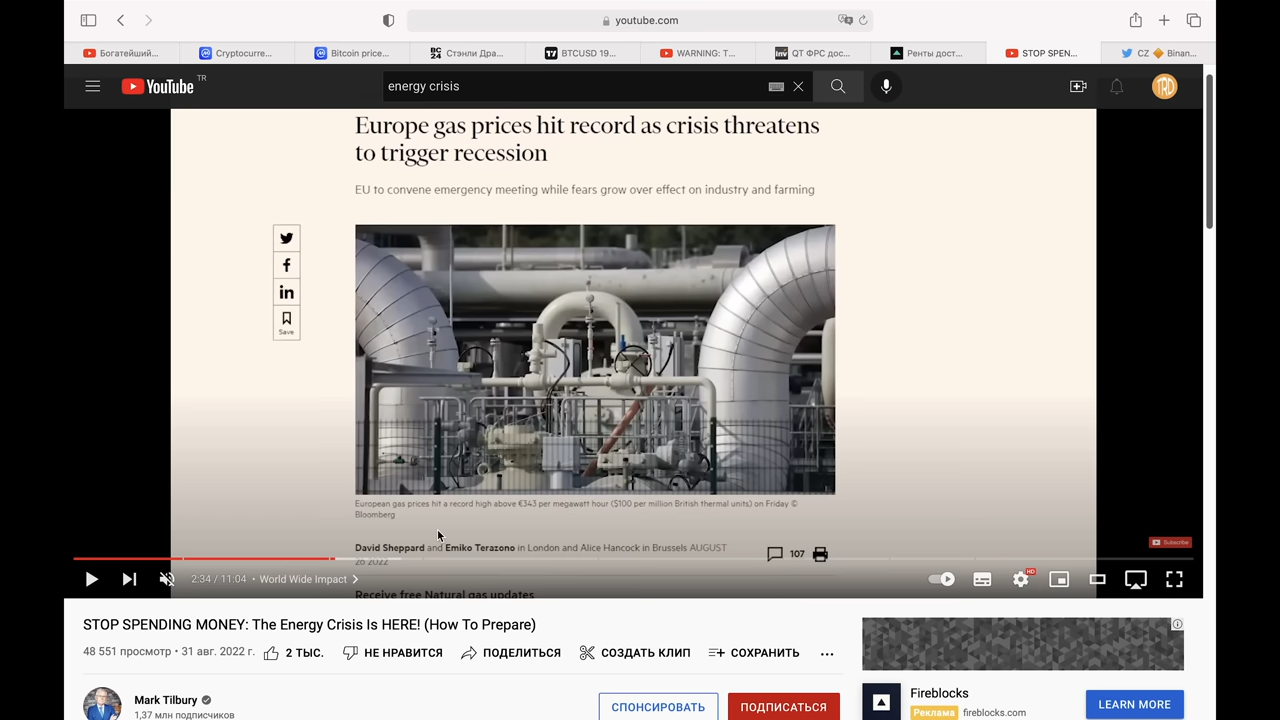 youtube.com
Богатейший...
Cryptocurre...
Bitcoin price...
Стэнли Дра...
BTCUSD 19...
WARNING: T...
QT ФРС дос...
Ренты дост...
STOP SPEN...
CZ 🔶 Binan...
YouTube TR
energy crisis
Europe gas prices hit record as crisis threatens
to trigger recession
EU to convene emergency meeting while fears grow over effect on industry and farming
Save
European gas prices hit a record high above €343 per megawatt hour ($100 per million British thermal units) on Friday ©
Bloomberg
David Sheppard and Emiko Terazono in London and Alice Hancock in Brussels AUGUST
26 2022
107
Subscribe
2:34 / 11:04 • World Wide Impact
HD
Receive free Natural gas updates
STOP SPENDING MONEY: The Energy Crisis Is HERE! (How To Prepare)
48 551 просмотр • 31 авг. 2022 г.
2 ТЫС.
НЕ НРАВИТСЯ
ПОДЕЛИТЬСЯ
СОЗДАТЬ КЛИП
СОХРАНИТЬ
Mark Tilbury
1,37 млн подписчиков
СПОНСИРОВАТЬ
ПОДПИСАТЬСЯ
Fireblocks
Реклама fireblocks.com
LEARN MORE